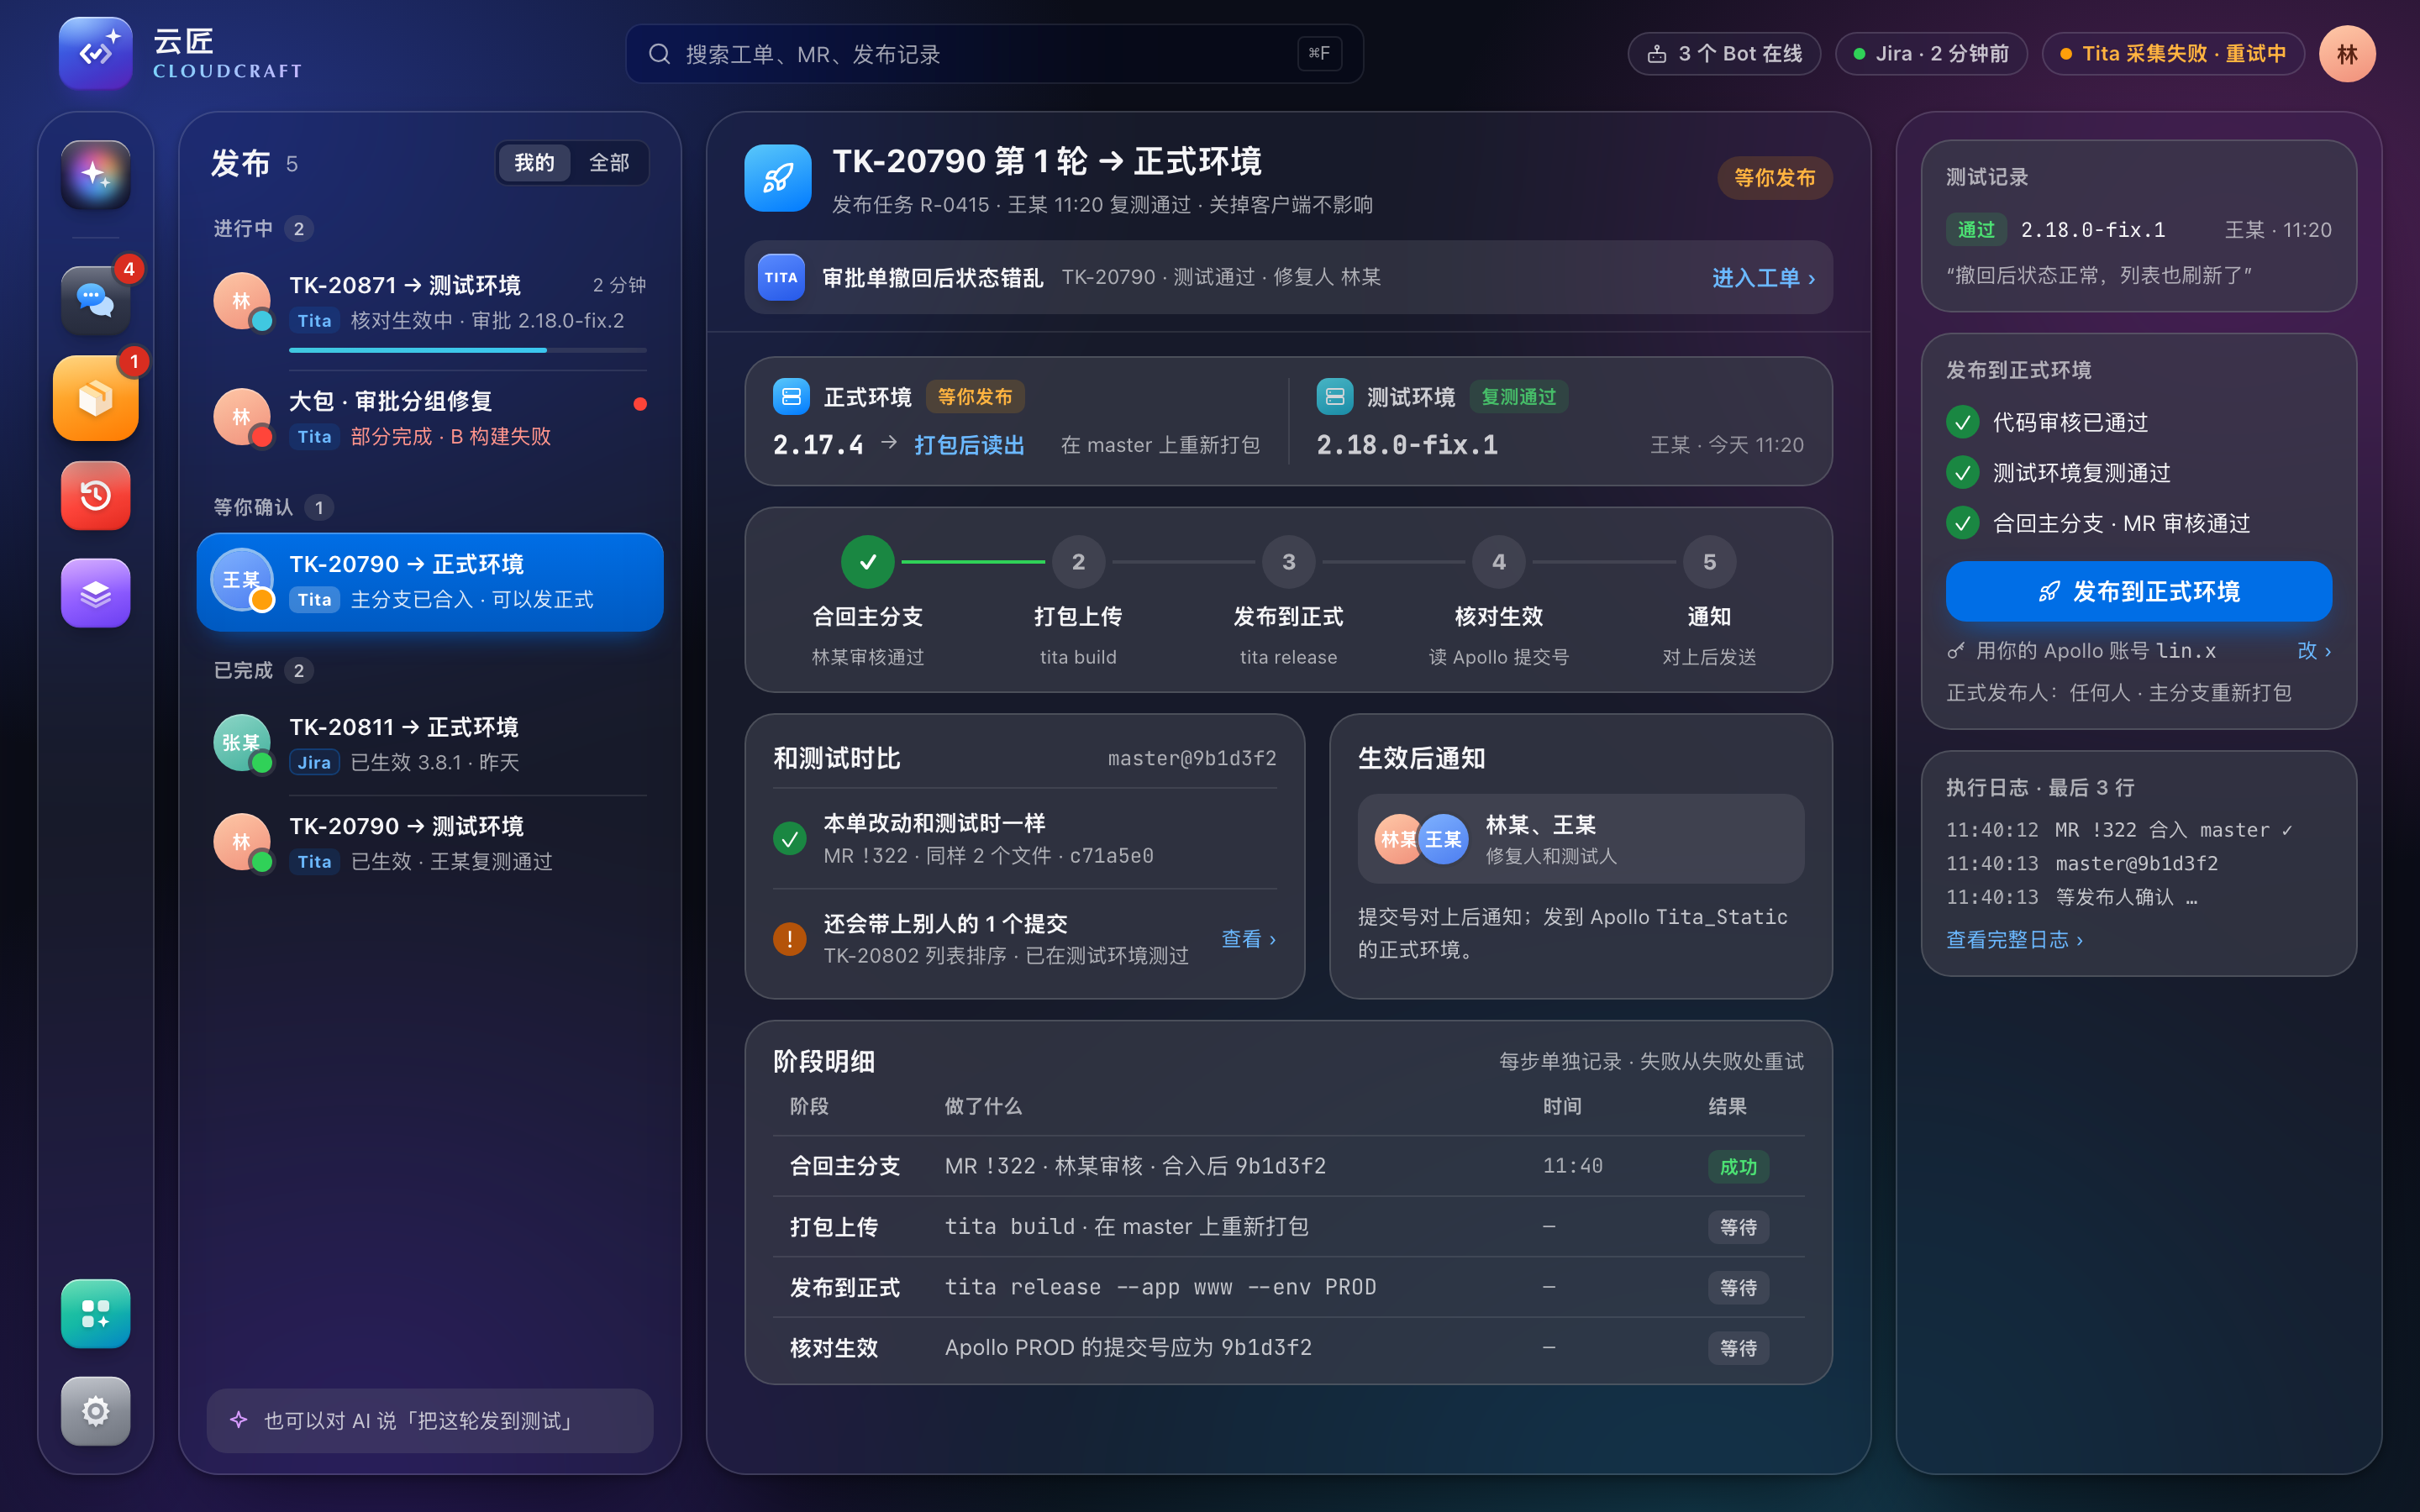 云匠
CLOUDCRAFT
搜索工单、MR、发布记录
⌘F
3 个 Bot 在线
Jira · 2 分钟前
Tita 采集失败 · 重试中
林
4
1
发布 5
我的
全部
进行中 2
林
TK-20871 → 测试环境
2 分钟
Tita 核对生效中 · 审批 2.18.0-fix.2
林
大包 · 审批分组修复
Tita 部分完成 · B 构建失败
等你确认 1
王某
TK-20790 → 正式环境
Tita 主分支已合入 · 可以发正式
已完成 2
张某
TK-20811 → 正式环境
Jira 已生效 3.8.1 · 昨天
林
TK-20790 → 测试环境
Tita 已生效 · 王某复测通过
也可以对 AI 说「把这轮发到测试」
TK-20790 第 1 轮 → 正式环境
发布任务 R-0415 · 王某 11:20 复测通过 · 关掉客户端不影响
等你发布
TITA 审批单撤回后状态错乱 TK-20790 · 测试通过 · 修复人 林某
进入工单 ›
正式环境 等你发布
2.17.4 → 打包后读出 在 master 上重新打包
测试环境 复测通过
2.18.0-fix.1 王某 · 今天 11:20
✓ 2 3 4 5
合回主分支 打包上传 发布到正式 核对生效 通知
林某审核通过 tita build tita release 读 Apollo 提交号 对上后发送
和测试时比 master@9b1d3f2
本单改动和测试时一样
MR !322 · 同样 2 个文件 · c71a5e0
! 还会带上别人的 1 个提交
TK-20802 列表排序 · 已在测试环境测过
查看 ›
生效后通知
林某 王某 林某、王某
修复人和测试人
提交号对上后通知；发到 Apollo Tita_Static
的正式环境。
阶段明细 每步单独记录 · 失败从失败处重试
阶段 做了什么 时间 结果
合回主分支 MR !322 · 林某审核 · 合入后 9b1d3f2 11:40 成功
打包上传 tita build · 在 master 上重新打包 — 等待
发布到正式 tita release --app www --env PROD — 等待
核对生效 Apollo PROD 的提交号应为 9b1d3f2 — 等待
测试记录
通过 2.18.0-fix.1 王某 · 11:20
“撤回后状态正常，列表也刷新了”
发布到正式环境
代码审核已通过
测试环境复测通过
合回主分支 · MR 审核通过
发布到正式环境
用你的 Apollo 账号 lin.x 改 ›
正式发布人：任何人 · 主分支重新打包
执行日志 · 最后 3 行
11:40:12 MR !322 合入 master ✓
11:40:13 master@9b1d3f2
11:40:13 等发布人确认 …
查看完整日志 ›